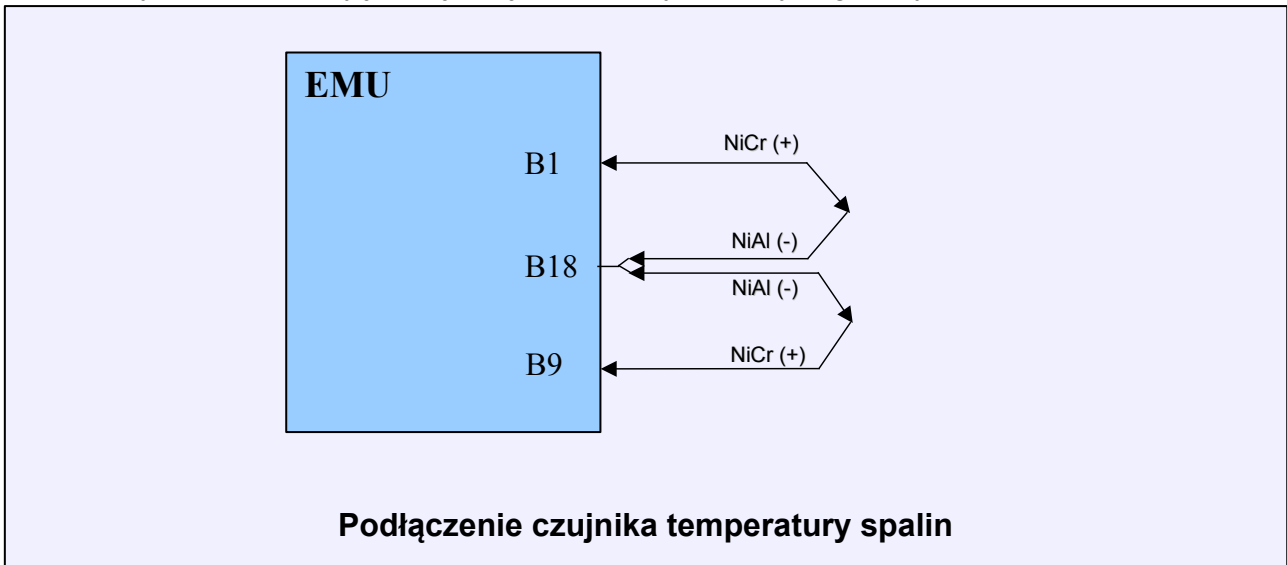 EMU
B1
NiCr (+)
NiAl (-)
B18
NiAl (-)
B9
NiCr (+)
Podłączenie czujnika temperatury spalin